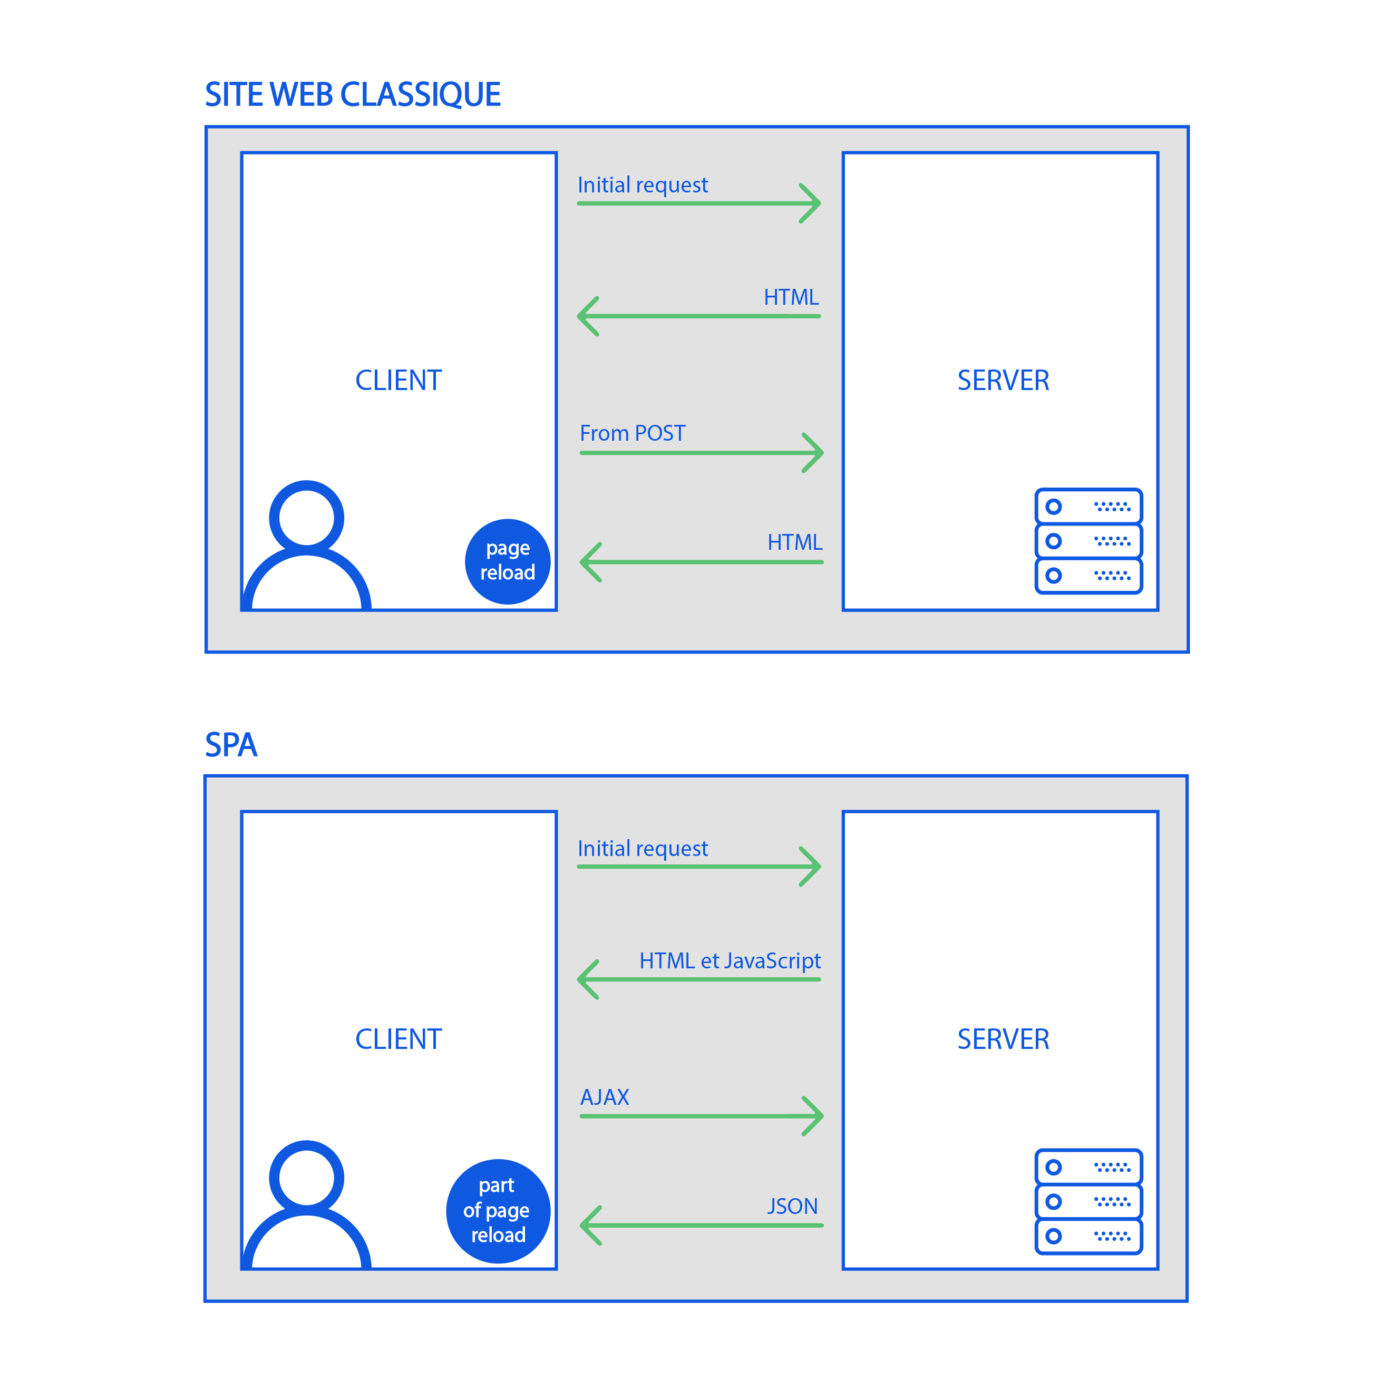 SITE WEB CLASSIQUE
Initial request
HTML
CLIENT
SERVER
From POST
HTML
page
reload
SPA
Initial request
HTML et JavaScript
CLIENT
SERVER
AJAX
JSON
part
of page
reload